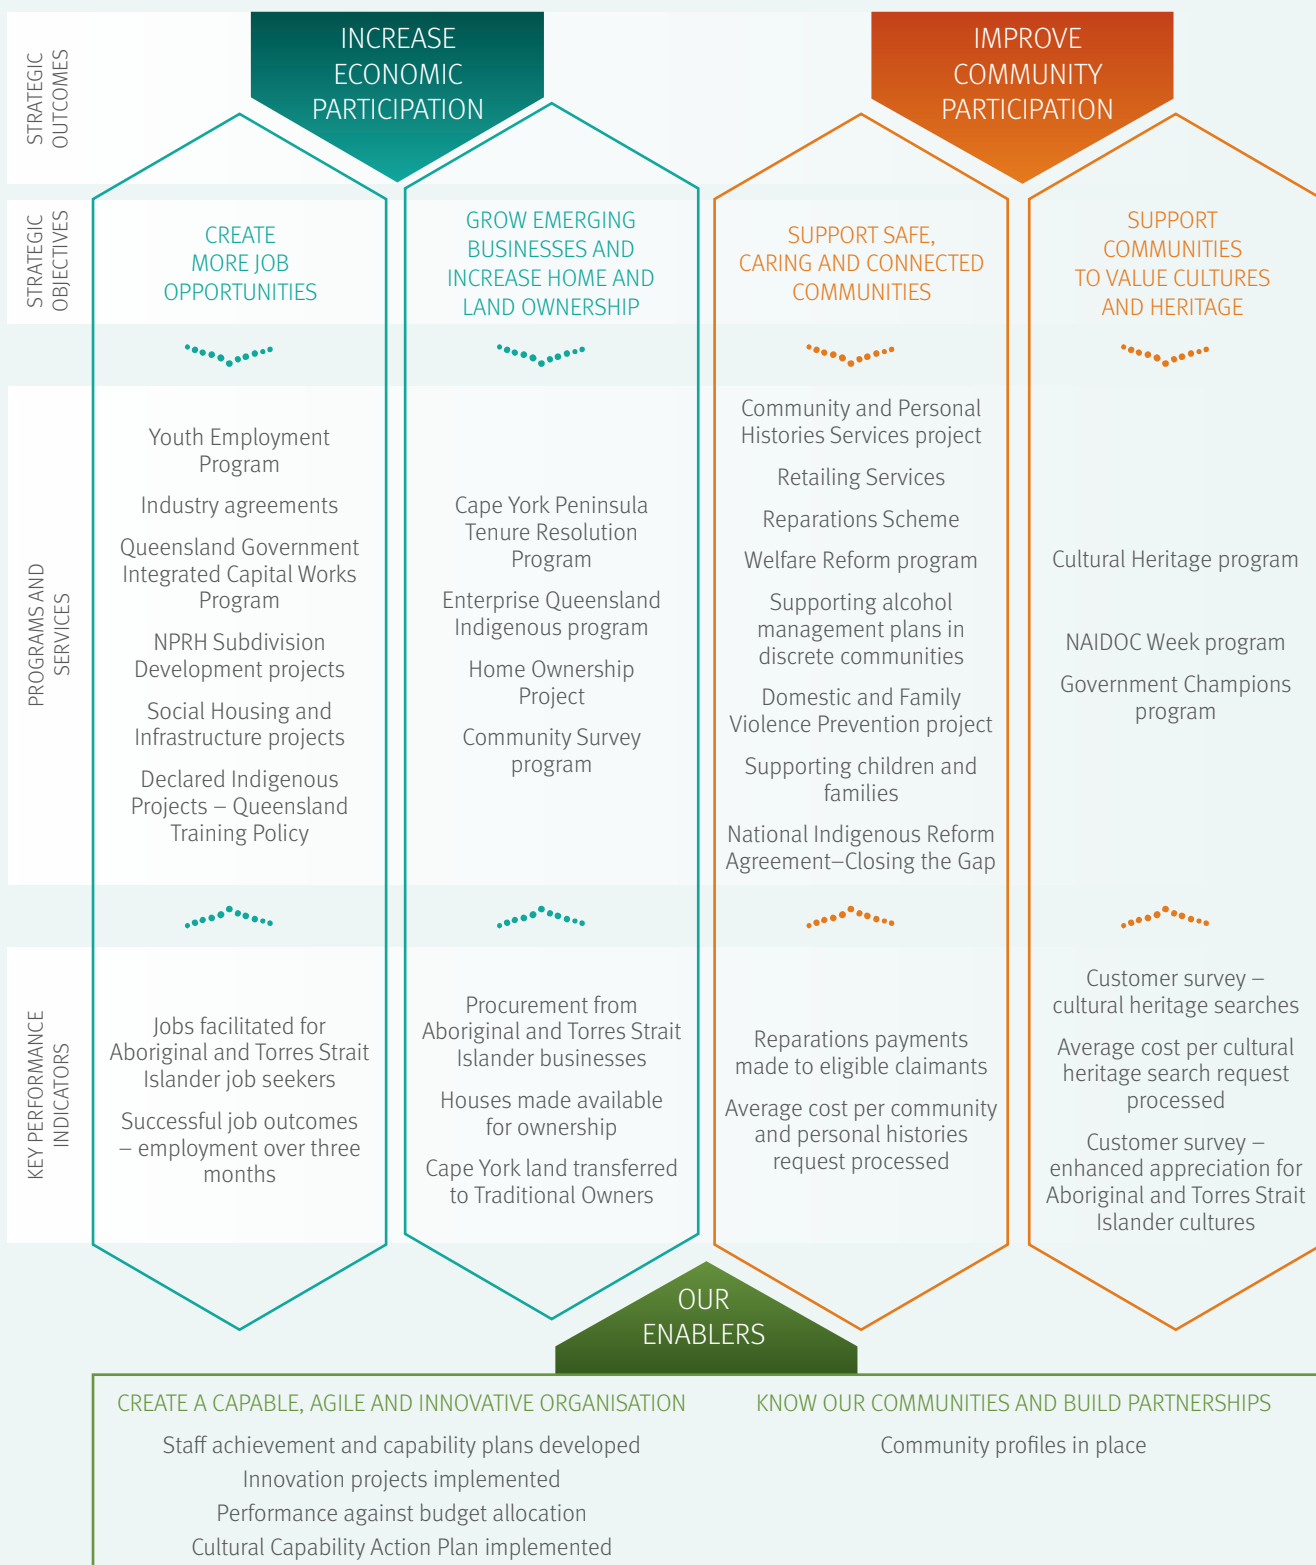 STRATEGIC
OUTCOMES
INCREASE
ECONOMIC
PARTICIPATION
IMPROVE
COMMUNITY
PARTICIPATION
STRATEGIC
OBJECTIVES
CREATE
MORE JOB
OPPORTUNITIES
GROW EMERGING
BUSINESSES AND
INCREASE HOME AND
LAND OWNERSHIP
SUPPORT SAFE,
CARING AND CONNECTED
COMMUNITIES
SUPPORT
COMMUNITIES
TO VALUE CULTURES
AND HERITAGE
PROGRAMS AND
SERVICES
Youth Employment
Program
Industry agreements
Queensland Government
Integrated Capital Works
Program
NPRH Subdivision
Development projects
Social Housing and
Infrastructure projects
Declared Indigenous
Projects – Queensland
Training Policy
Cape York Peninsula
Tenure Resolution
Program
Enterprise Queensland
Indigenous program
Home Ownership
Project
Community Survey
program
Community and Personal
Histories Services project
Retailing Services
Reparations Scheme
Welfare Reform program
Supporting alcohol
management plans in
discrete communities
Domestic and Family
Violence Prevention project
Supporting children and
families
National Indigenous Reform
Agreement–Closing the Gap
Cultural Heritage program
NAIDOC Week program
Government Champions
program
KEY PERFORMANCE
INDICATORS
Jobs facilitated for
Aboriginal and Torres Strait
Islander job seekers
Successful job outcomes
– employment over three
months
Procurement from
Aboriginal and Torres Strait
Islander businesses
Houses made available
for ownership
Cape York land transferred
to Traditional Owners
Reparations payments
made to eligible claimants
Average cost per community
and personal histories
request processed
Customer survey –
cultural heritage searches
Average cost per cultural
heritage search request
processed
Customer survey –
enhanced appreciation for
Aboriginal and Torres Strait
Islander cultures
OUR
ENABLERS
CREATE A CAPABLE, AGILE AND INNOVATIVE ORGANISATION
Staff achievement and capability plans developed
Innovation projects implemented
Performance against budget allocation
Cultural Capability Action Plan implemented
KNOW OUR COMMUNITIES AND BUILD PARTNERSHIPS
Community profiles in place